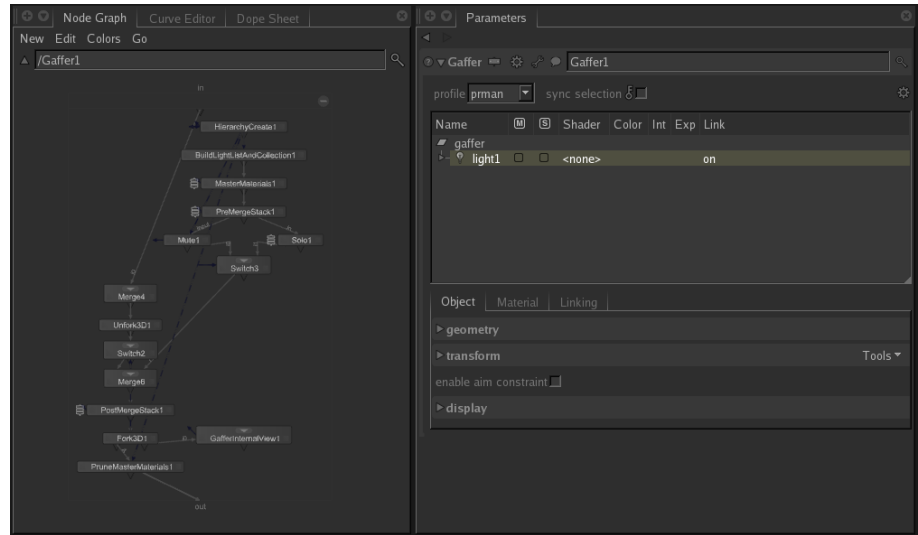 Node Graph Curve Editor Dope Sheet
New Edit Colors Go
/Gaffer1
in
HierarchyCreate1
BuildLightListAndCollection1
MasterMaterials1
PreMergeStack1
Mute1
Solo1
Switch3
Merge4
Unfork3D1
Switch2
Merge6
PostMergeStack1
Fork3D1
GafferInternalView1
PruneMasterMaterials1
out
Parameters
Gaffer Gaffer1
profile prman sync selection
Name M S Shader Color Int Exp Link
gaffer
light1 <none> on
Object Material Linking
geometry
transform Tools
enable aim constraint
display